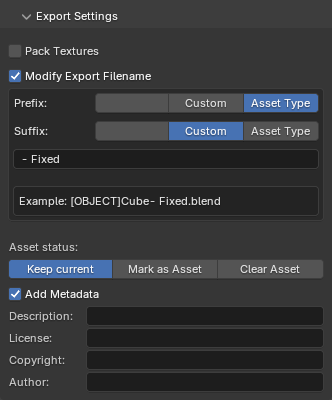 Export Settings
Pack Textures
Modify Export Filename
Prefix: Custom Asset Type
Suffix: Custom Asset Type
- Fixed
Example: [OBJECT]Cube- Fixed.blend
Asset status:
Keep current Mark as Asset Clear Asset
Add Metadata
Description:
License:
Copyright:
Author: